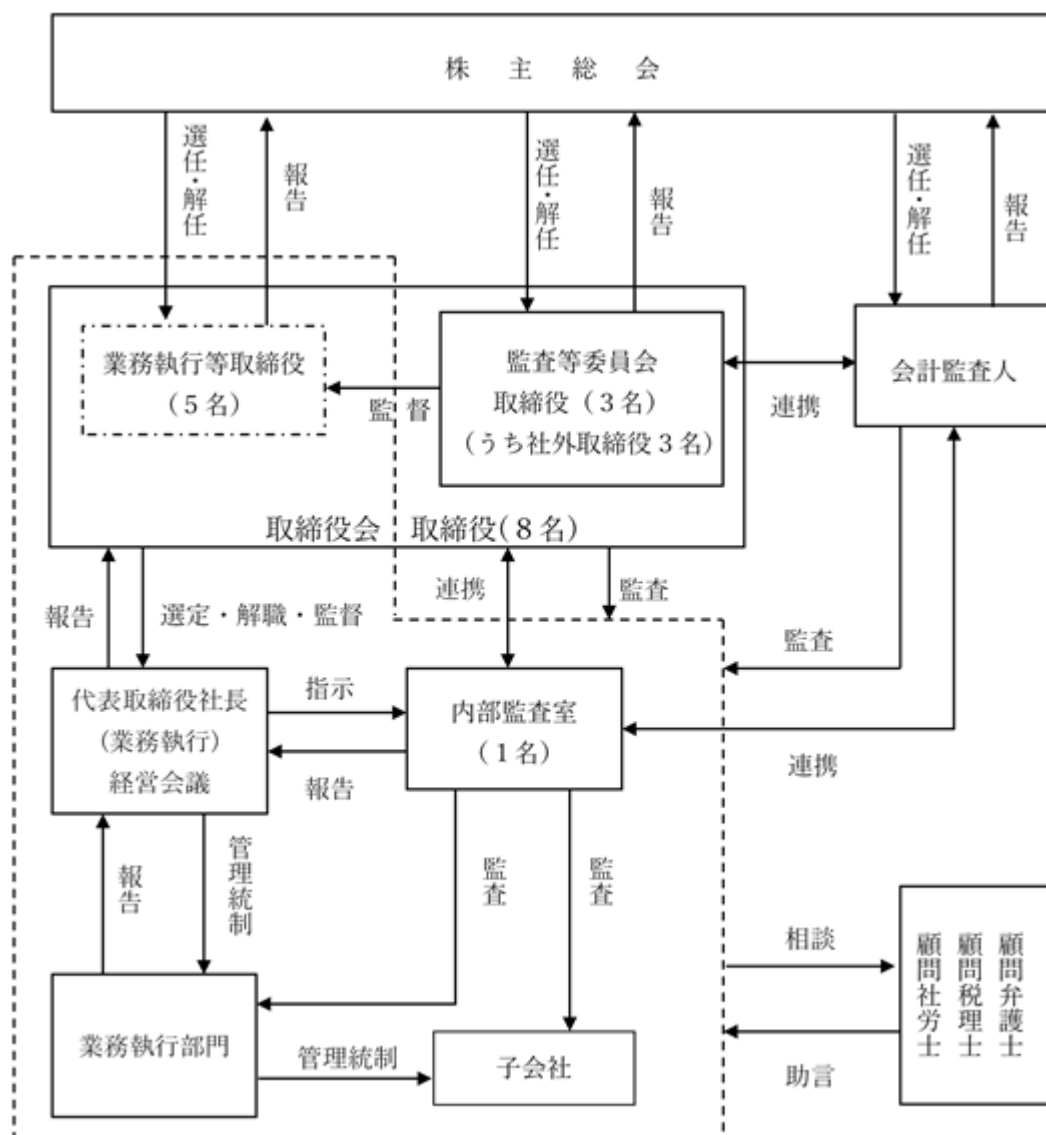 株主総会
選任・解任
報告
選任・解任
報告
選任・解任
報告
業務執行等取締役
(5名)
監督
監査等委員会
取締役(3名)
(うち社外取締役3名)
連携
会計監査人
取締役会 取締役(8名)
報告
選定・解職・監督
連携
監査
監査
代表取締役社長
(業務執行)
経営会議
指示
報告
内部監査室
(1名)
連携
報告
管理統制
監査
監査
業務執行部門
管理統制
子会社
相談
助言
顧問弁護士
顧問税理士
顧問社労士